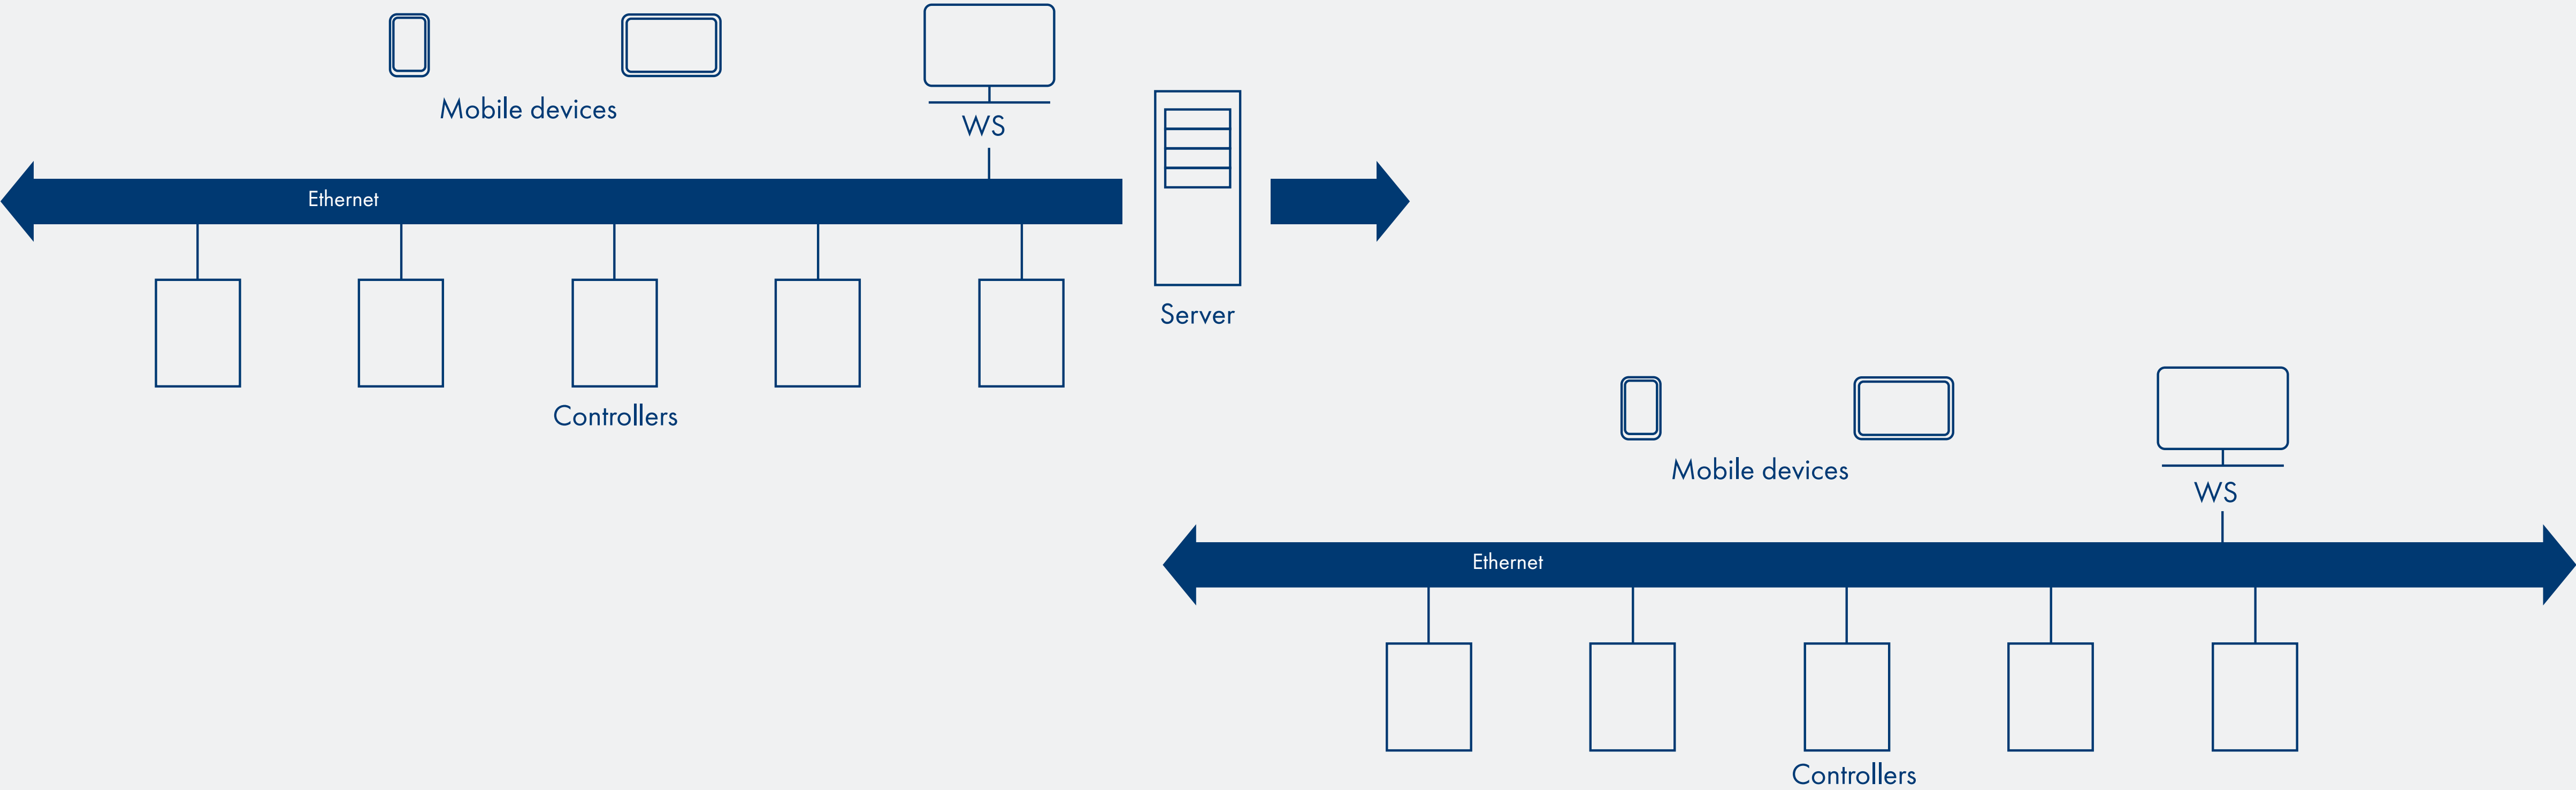 Mobile devices
WS
Ethernet
Server
Controllers
Mobile devices
WS
Ethernet
Controllers